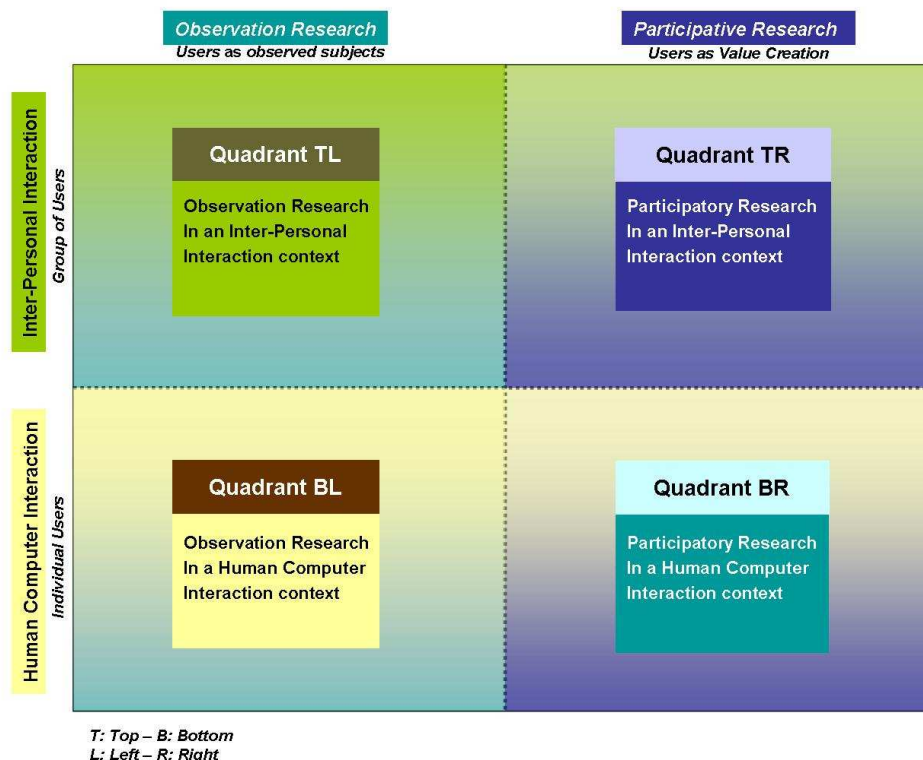 Observation Research
Users as observed subjects
Participative Research
Users as Value Creation
Inter-Personal Interaction
Group of Users
Quadrant TL
Observation Research
In an Inter-Personal
Interaction context
Quadrant TR
Participatory Research
In an Inter-Personal
Interaction context
Human Computer Interaction
Individual Users
Quadrant BL
Observation Research
In a Human Computer
Interaction context
Quadrant BR
Participatory Research
In a Human Computer
Interaction context
T: Top – B: Bottom
L: Left – R: Right